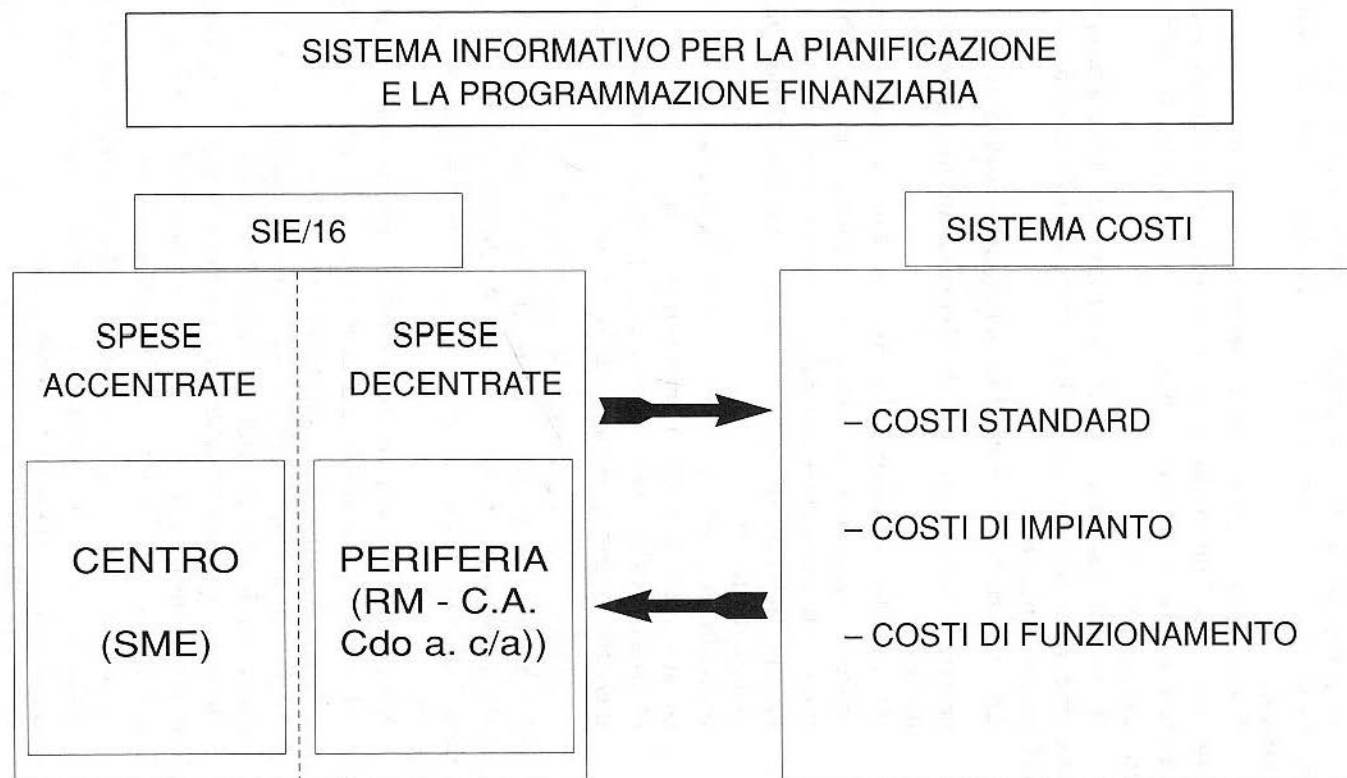 SISTEMA INFORMATIVO PER LA PIANIFICAZIONE
E LA PROGRAMMAZIONE FINANZIARIA
SIE/16
SPESE
ACCENTRATE
SPESE
DECENTRATE
CENTRO
(SME)
PERIFERIA
(RM - C.A.
Cdo a. c/a))
SISTEMA COSTI
– COSTI STANDARD
– COSTI DI IMPIANTO
– COSTI DI FUNZIONAMENTO